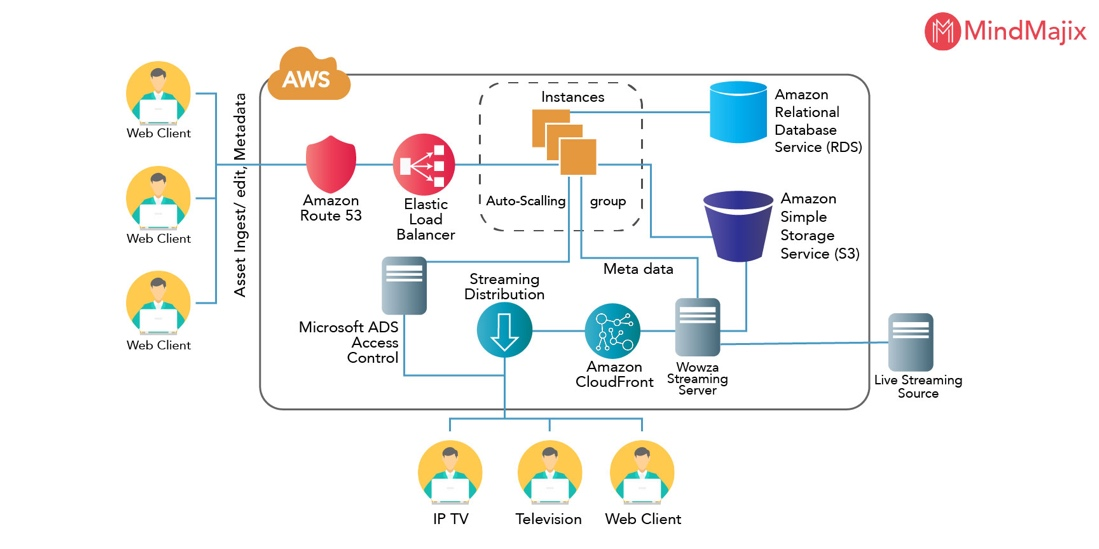 MindMajix
AWS
Web Client
Web Client
Web Client
Asset Ingest/ edit, Metadata
Amazon
Route 53
Elastic
Load
Balancer
Instances
Auto-Scalling group
Amazon
Relational
Database
Service (RDS)
Amazon
Simple
Storage
Service (S3)
Meta data
Microsoft ADS
Access
Control
Streaming
Distribution
Amazon
CloudFront
Wowza
Streaming
Server
Live Streaming
Source
IP TV
Television
Web Client